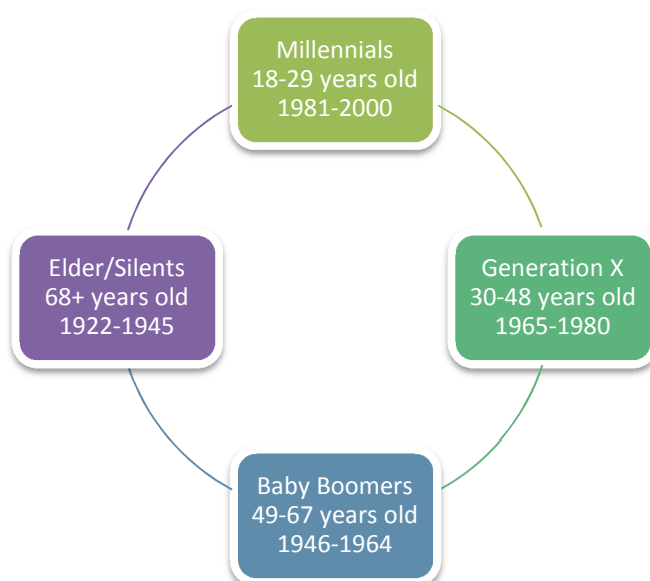 Millennials
18-29 years old
1981-2000
Elder/Silents
68+ years old
1922-1945
Generation X
30-48 years old
1965-1980
Baby Boomers
49-67 years old
1946-1964